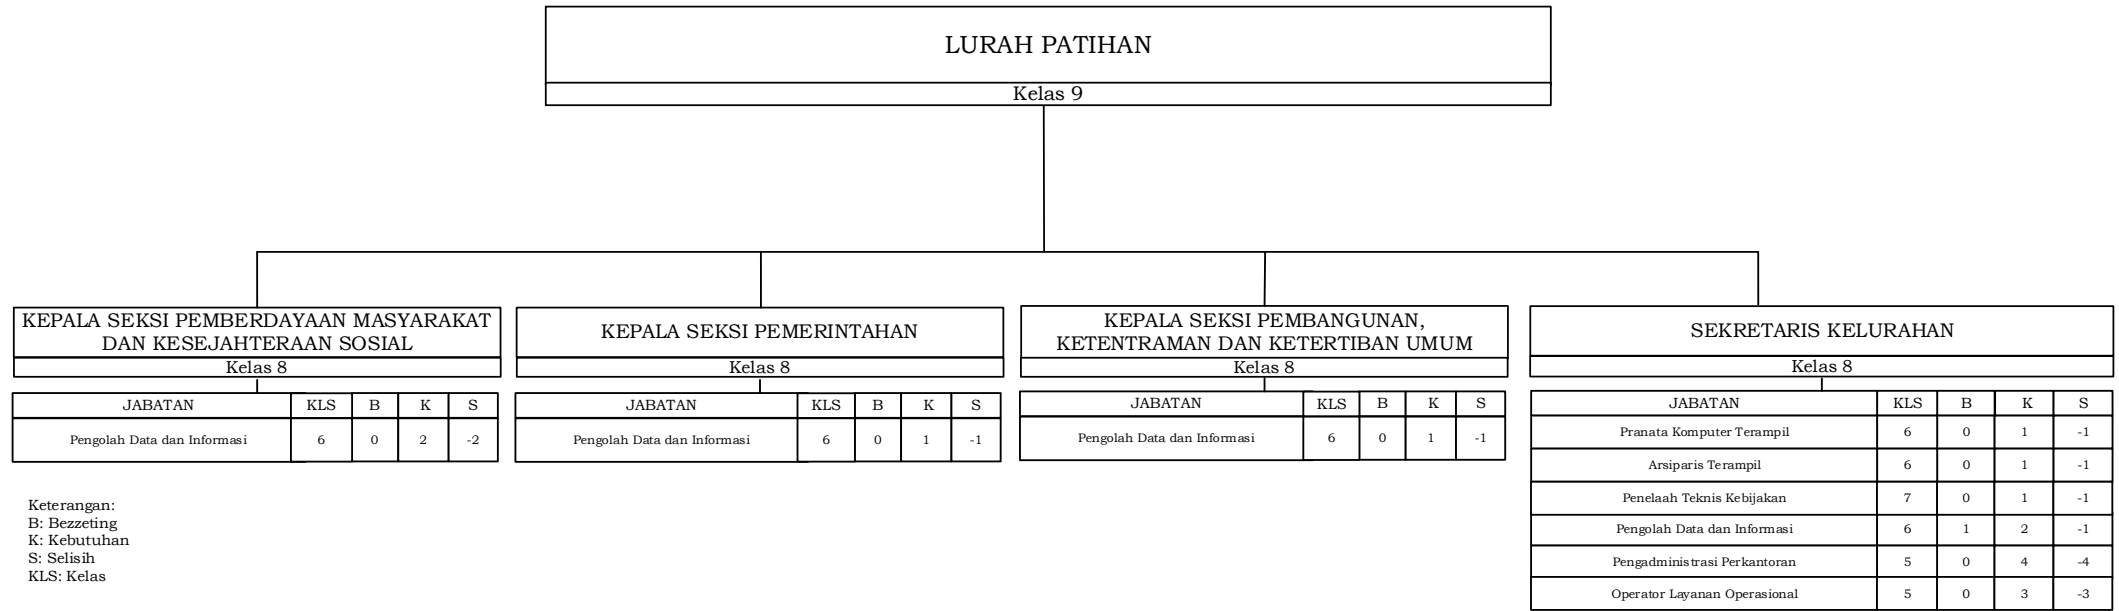 LURAH PATIHAN
Kelas 9
KEPALA SEKSI PEMBERDAYAAN MASYARAKAT
DAN KESEJAHTERAAN SOSIAL
Kelas 8
JABATAN KLS B K S
Pengolah Data dan Informasi 6 0 2 -2
KEPALA SEKSI PEMERINTAHAN
Kelas 8
JABATAN KLS B K S
Pengolah Data dan Informasi 6 0 1 -1
KEPALA SEKSI PEMBANGUNAN,
KETENTRAMAN DAN KETERTIBAN UMUM
Kelas 8
JABATAN KLS B K S
Pengolah Data dan Informasi 6 0 1 -1
SEKRETARIS KELURAHAN
Kelas 8
JABATAN KLS B K S
Pranata Komputer Terampil 6 0 1 -1
Arsiparis Terampil 6 0 1 -1
Penelaah Teknis Kebijakan 7 0 1 -1
Pengolah Data dan Informasi 6 1 2 -1
Pengadministrasi Perkantoran 5 0 4 -4
Operator Layanan Operasional 5 0 3 -3
Keterangan:
B: Bezzeting
K: Kebutuhan
S: Selisih
KLS: Kelas